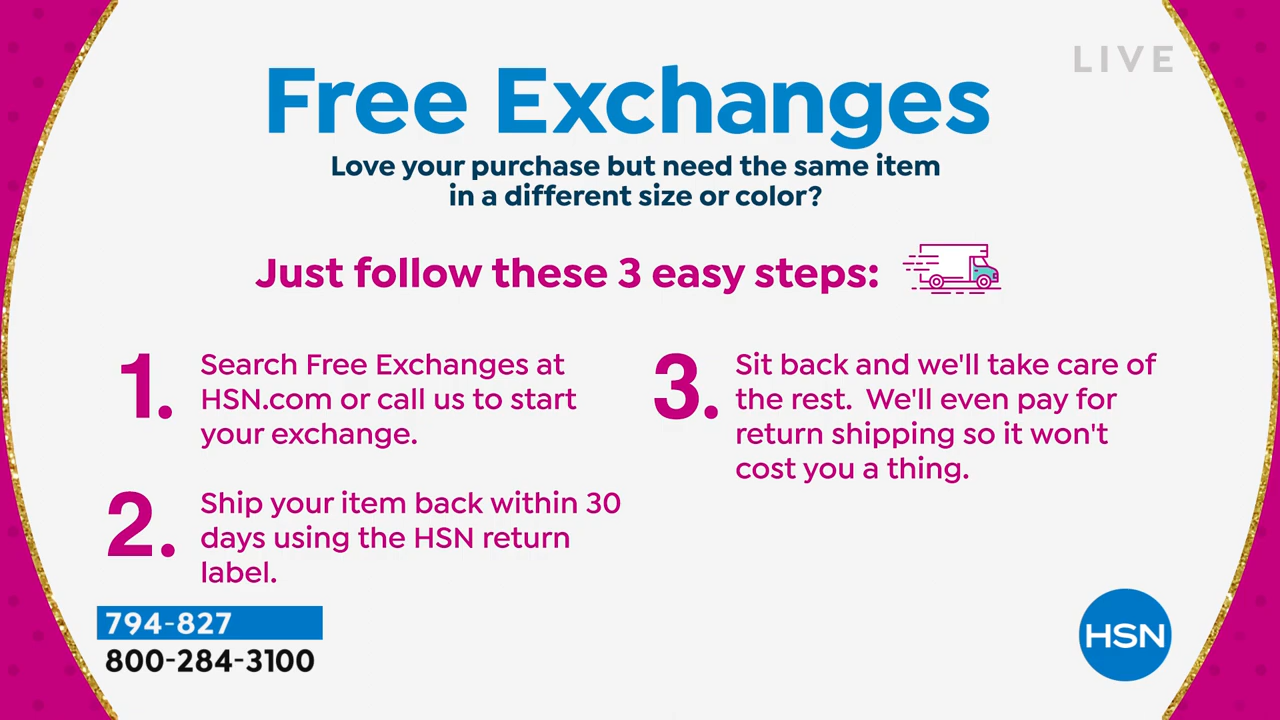 LIVE
Free Exchanges
Love your purchase but need the same item
in a different size or color?
Just follow these 3 easy steps:
1. Search Free Exchanges at
HSN.com or call us to start
your exchange.
2. Ship your item back within 30
days using the HSN return
label.
3. Sit back and we'll take care of
the rest.  We'll even pay for
return shipping so it won't
cost you a thing.
794-827
800-284-3100
HSN